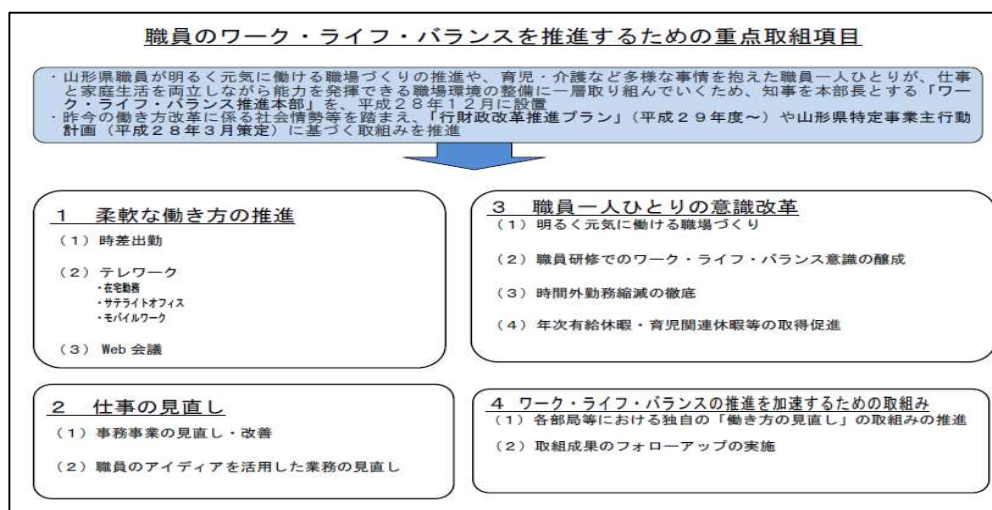 職員のワーク・ライフ・バランスを推進するための重点取組項目
・山形県職員が明るく元気に働ける職場づくりの推進や、育児・介護など多様な事情を抱えた職員一人ひとりが、仕事
と家庭生活を両立しながら能力を発揮できる職場環境の整備に一層取り組んでいくため、知事を本部長とする「ワー
ク・ライフ・バランス推進本部」を、平成28年12月に設置
・昨今の働き方改革に係る社会情勢等を踏まえ、「行財政改革推進プラン」(平成29年度~)や山形県特定事業主行動
計画(平成28年3月策定)に基づく取組みを推進
1 柔軟な働き方の推進
(1)時差出勤
(2)テレワーク
・在宅勤務
・サテライトオフィス
・モバイルワーク
(3)Web会議
2 仕事の見直し
(1)事務事業の見直し・改善
(2)職員のアイディアを活用した業務の見直し
3 職員一人ひとりの意識改革
(1)明るく元気に働ける職場づくり
(2)職員研修でのワーク・ライフ・バランス意識の醸成
(3)時間外勤務縮減の徹底
(4)年次有給休暇・育児関連休暇等の取得促進
4 ワーク・ライフ・バランスの推進を加速するための取組み
(1)各部局等における独自の「働き方の見直し」の取組みの推進
(2)取組成果のフォローアップの実施